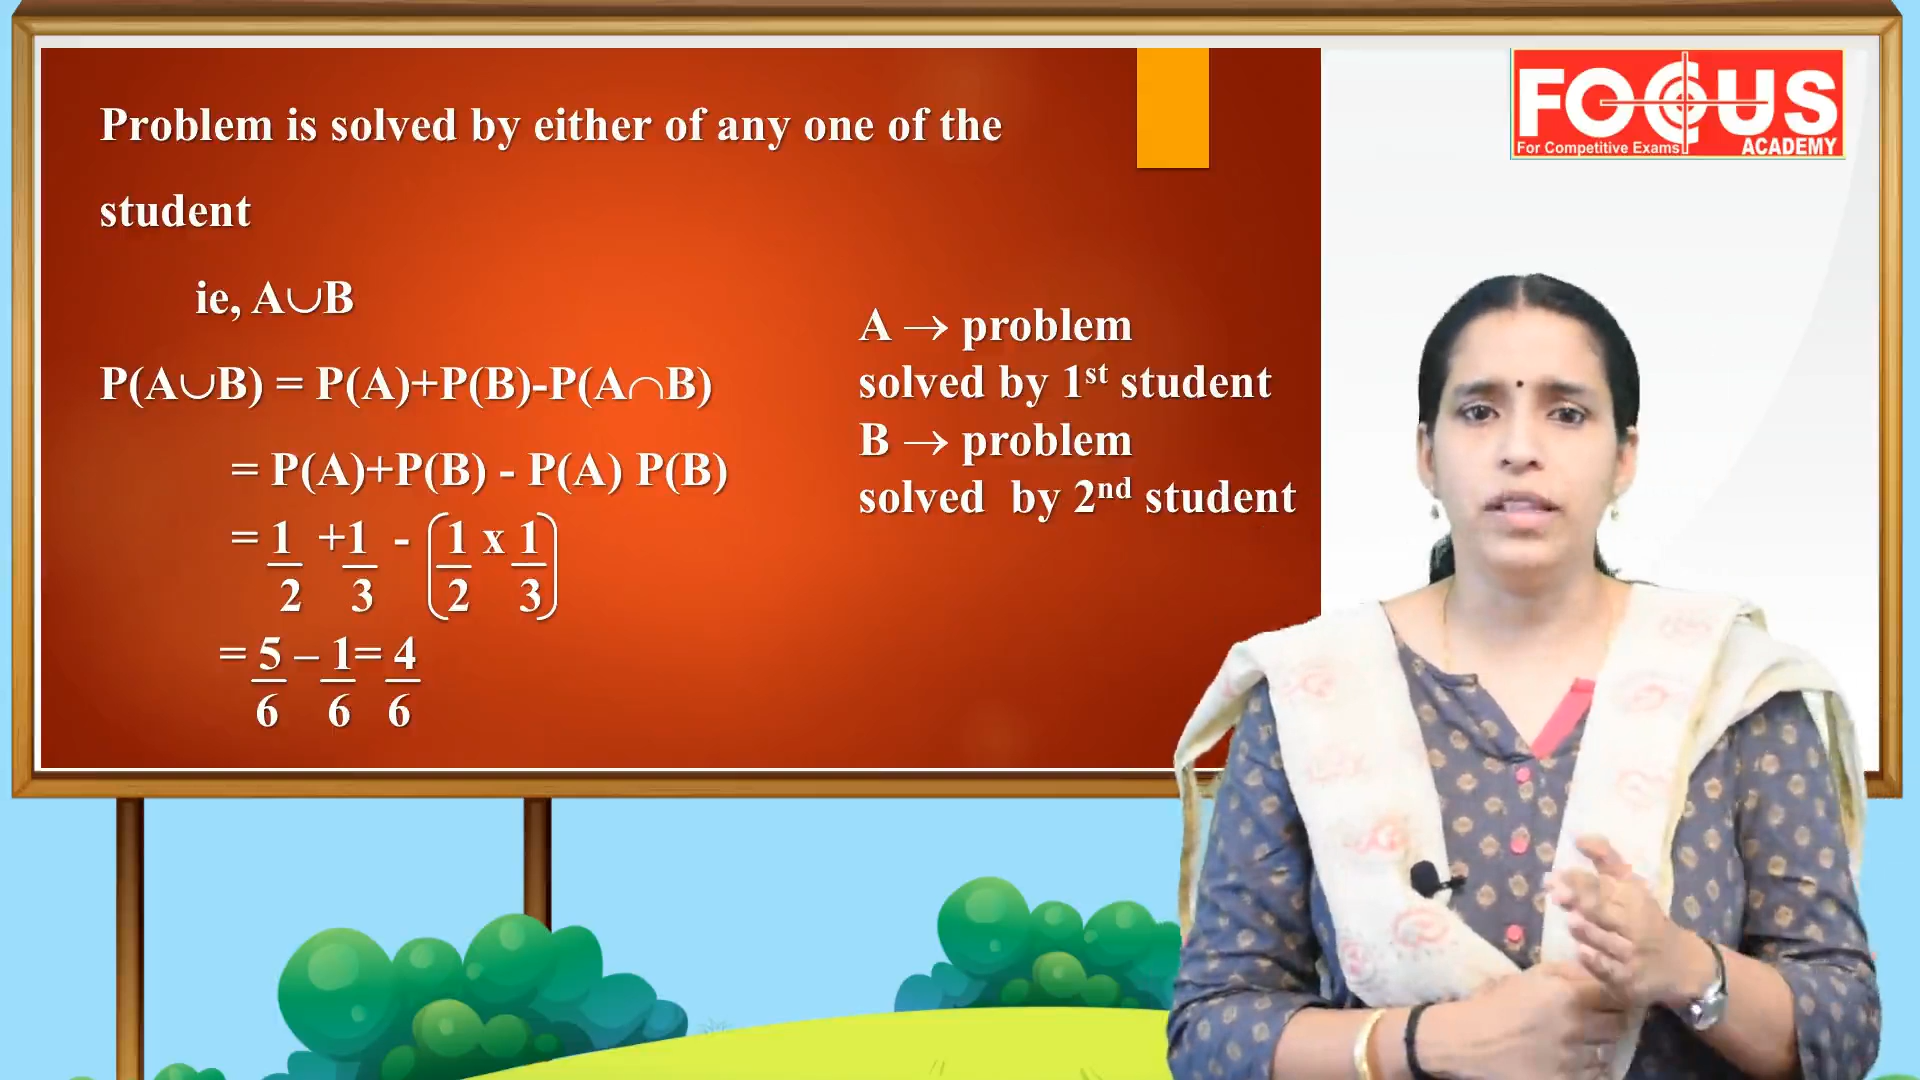 Problem is solved by either of any one of the
student
ie, A∪B
P(A∪B) = P(A)+P(B)-P(A∩B)
= P(A)+P(B) - P(A) P(B)
= 1/2 +1/3 - (1/2 x 1/3)
= 5/6 – 1/6 = 4/6
A → problem
solved by 1st student
B → problem
solved by 2nd student
FOCUS
For Competitive Exams ACADEMY